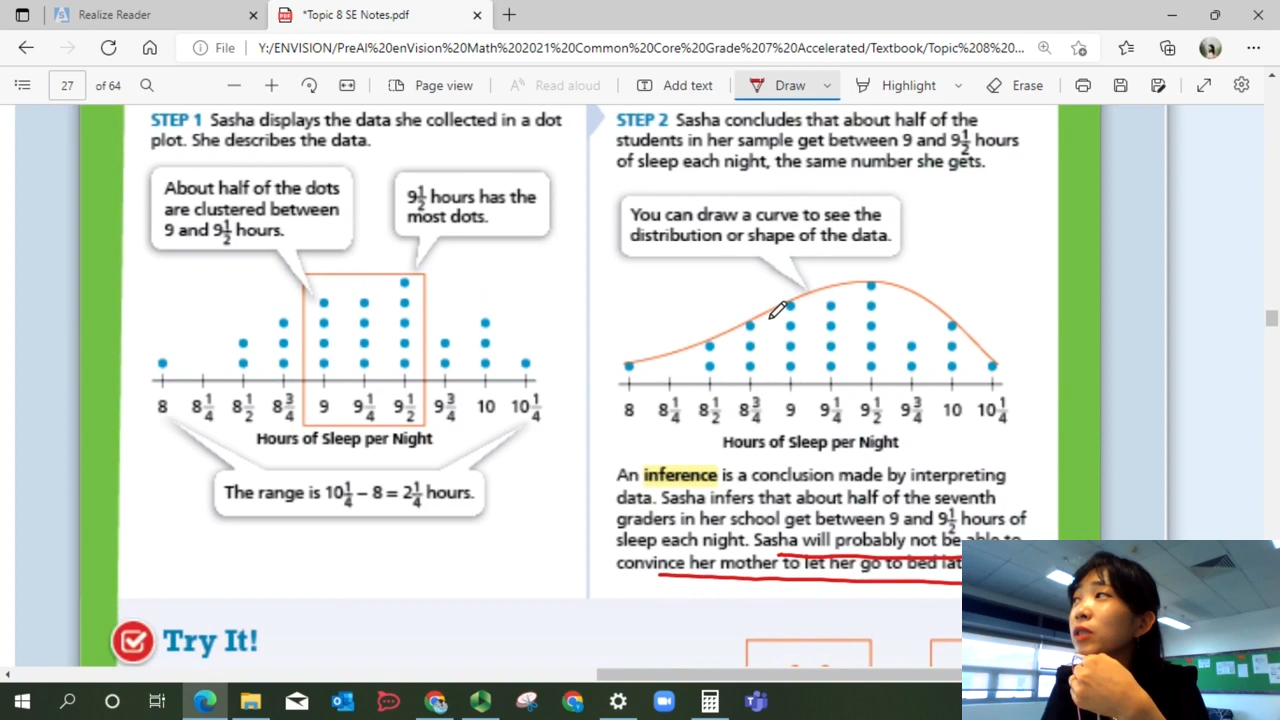 Realize Reader
*Topic 8 SE Notes.pdf
File
Y:/ENVISION/PreAI%20enVision%20Math%202021%20Common%20Core%20Grade%207%20Accelerated/Textbook/Topic%208%20...
27
of 64
Page view
Read aloud
Add text
Draw
Highlight
Erase
STEP 1 Sasha displays the data she collected in a dot
plot. She describes the data.
About half of the dots
are clustered between
9 and 9½ hours.
9½ hours has the
most dots.
8 8¼ 8½ 8¾ 9 9¼ 9½ 9¾ 10 10¼
Hours of Sleep per Night
The range is 10¼ − 8 = 2¼ hours.
STEP 2 Sasha concludes that about half of the
students in her sample get between 9 and 9½ hours
of sleep each night, the same number she gets.
You can draw a curve to see the
distribution or shape of the data.
8 8¼ 8½ 8¾ 9 9¼ 9½ 9¾ 10 10¼
Hours of Sleep per Night
An inference is a conclusion made by interpreting
data. Sasha infers that about half of the seventh
graders in her school get between 9 and 9½ hours of
sleep each night. Sasha will probably not be able to
convince her mother to let her go to bed lat
Try It!